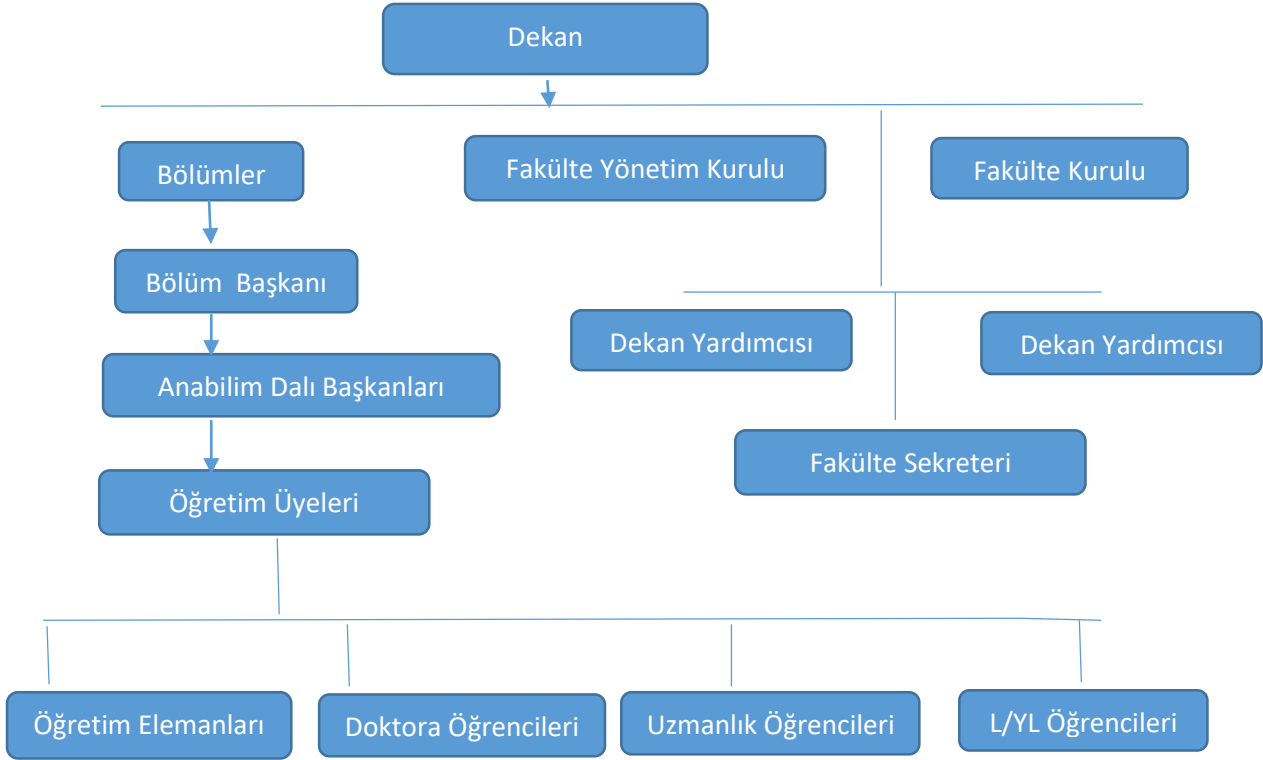 Dekan
Bölümler
Fakülte Yönetim Kurulu
Fakülte Kurulu
Bölüm  Başkanı
Dekan Yardımcısı
Dekan Yardımcısı
Anabilim Dalı Başkanları
Fakülte Sekreteri
Öğretim Üyeleri
Öğretim Elemanları
Doktora Öğrencileri
Uzmanlık Öğrencileri
L/YL Öğrencileri